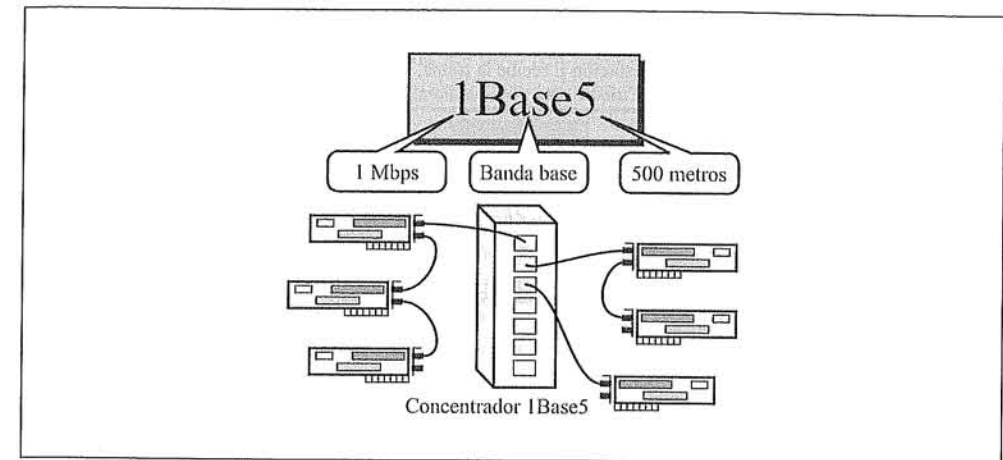 1Base5
1 Mbps
Banda base
500 metros
Concentrador 1Base5